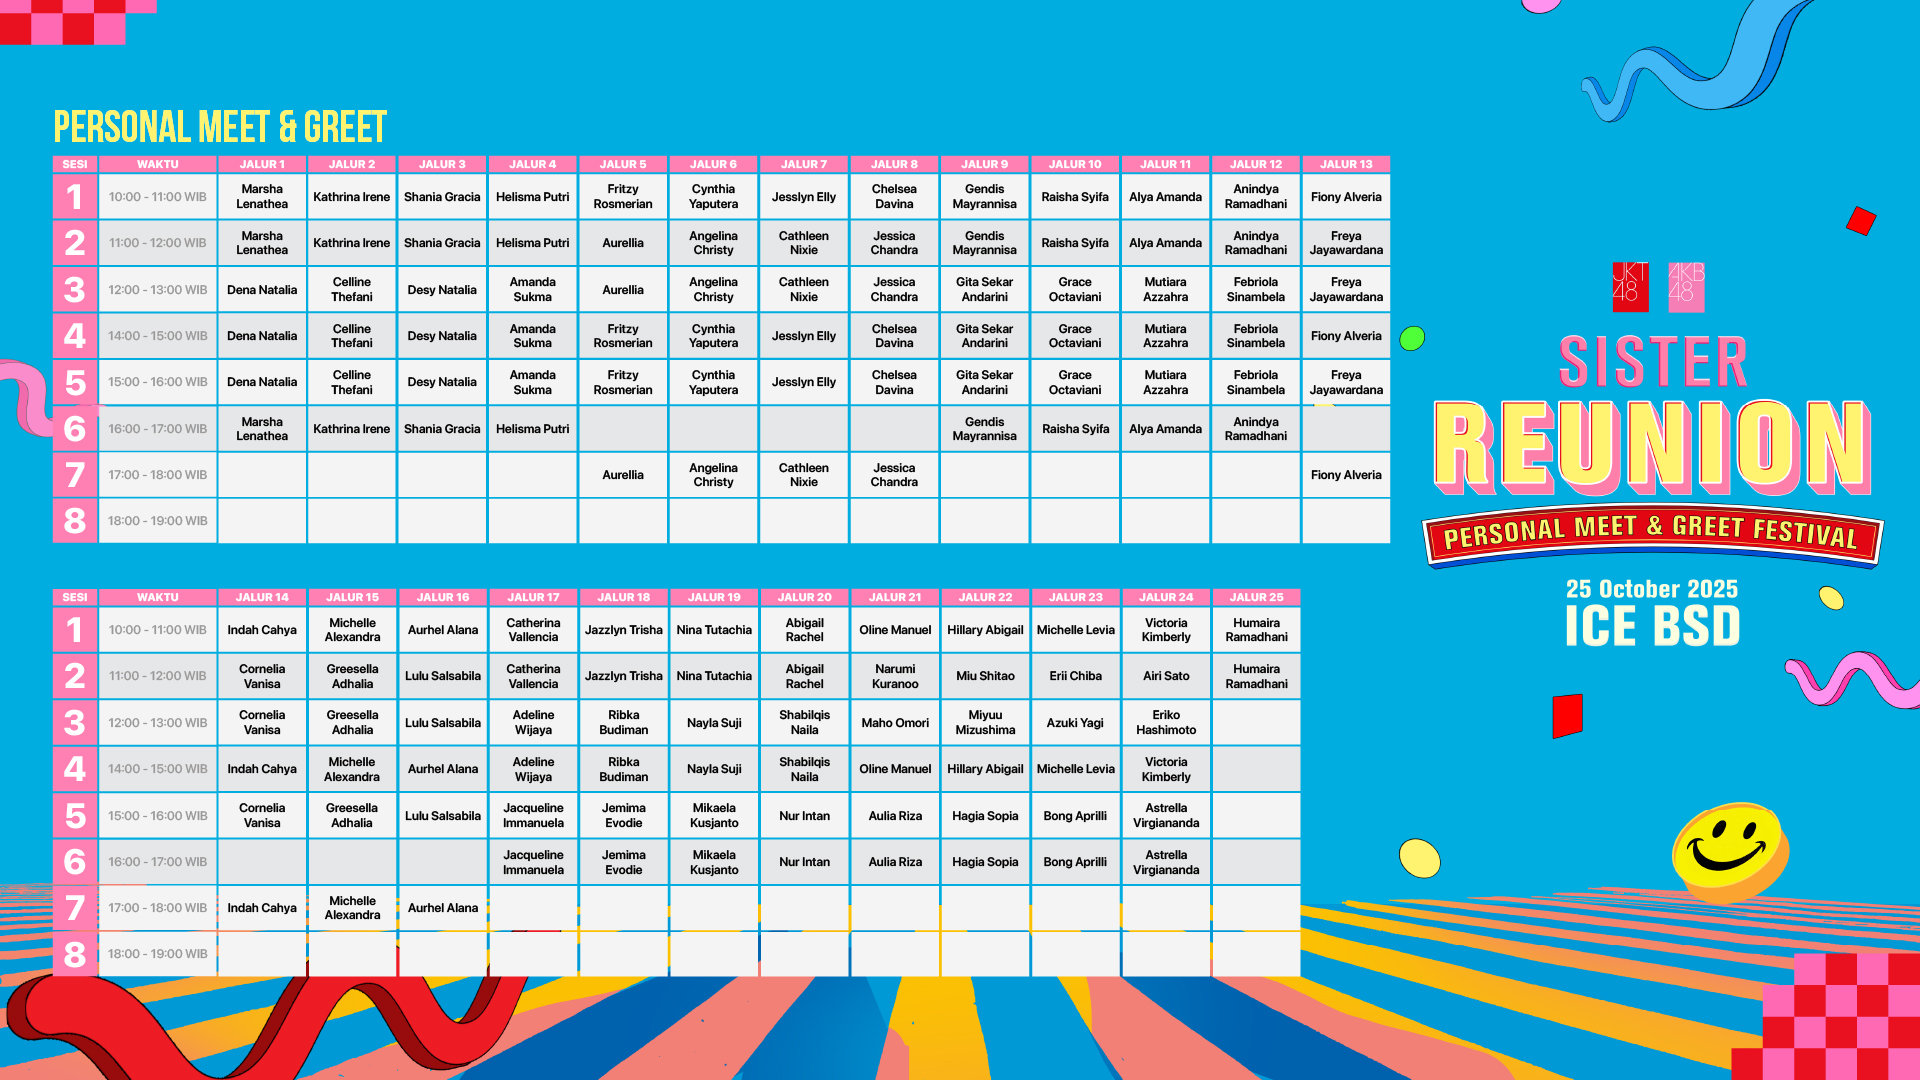 PERSONAL MEET & GREET
SESI WAKTU JALUR 1 JALUR 2 JALUR 3 JALUR 4 JALUR 5 JALUR 6 JALUR 7 JALUR 8 JALUR 9 JALUR 10 JALUR 11 JALUR 12 JALUR 13
1 10:00 - 11:00 WIB Marsha Lenathea Kathrina Irene Shania Gracia Helisma Putri Fritzy Rosmerian Cynthia Yaputera Jesslyn Elly Chelsea Davina Gendis Mayrannisa Raisha Syifa Alya Amanda Anindya Ramadhani Fiony Alveria
2 11:00 - 12:00 WIB Marsha Lenathea Kathrina Irene Shania Gracia Helisma Putri Aurellia Angelina Christy Cathleen Nixie Jessica Chandra Gendis Mayrannisa Raisha Syifa Alya Amanda Anindya Ramadhani Freya Jayawardana
3 12:00 - 13:00 WIB Dena Natalia Celline Thefani Desy Natalia Amanda Sukma Aurellia Angelina Christy Cathleen Nixie Jessica Chandra Gita Sekar Andarini Grace Octaviani Mutiara Azzahra Febriola Sinambela Freya Jayawardana
4 14:00 - 15:00 WIB Dena Natalia Celline Thefani Desy Natalia Amanda Sukma Fritzy Rosmerian Cynthia Yaputera Jesslyn Elly Chelsea Davina Gita Sekar Andarini Grace Octaviani Mutiara Azzahra Febriola Sinambela Fiony Alveria
5 15:00 - 16:00 WIB Dena Natalia Celline Thefani Desy Natalia Amanda Sukma Fritzy Rosmerian Cynthia Yaputera Jesslyn Elly Chelsea Davina Gita Sekar Andarini Grace Octaviani Mutiara Azzahra Febriola Sinambela Freya Jayawardana
6 16:00 - 17:00 WIB Marsha Lenathea Kathrina Irene Shania Gracia Helisma Putri Gendis Mayrannisa Raisha Syifa Alya Amanda Anindya Ramadhani
7 17:00 - 18:00 WIB Aurellia Angelina Christy Cathleen Nixie Jessica Chandra Fiony Alveria
8 18:00 - 19:00 WIB
SESI WAKTU JALUR 14 JALUR 15 JALUR 16 JALUR 17 JALUR 18 JALUR 19 JALUR 20 JALUR 21 JALUR 22 JALUR 23 JALUR 24 JALUR 25
1 10:00 - 11:00 WIB Indah Cahya Michelle Alexandra Aurhel Alana Catherina Vallencia Jazzlyn Trisha Nina Tutachia Abigail Rachel Oline Manuel Hillary Abigail Michelle Levia Victoria Kimberly Humaira Ramadhani
2 11:00 - 12:00 WIB Cornelia Vanisa Greesella Adhalia Lulu Salsabila Catherina Vallencia Jazzlyn Trisha Nina Tutachia Abigail Rachel Narumi Kuranoo Miu Shitao Erii Chiba Airi Sato Humaira Ramadhani
3 12:00 - 13:00 WIB Cornelia Vanisa Greesella Adhalia Lulu Salsabila Adeline Wijaya Ribka Budiman Nayla Suji Shabilqis Naila Maho Omori Miyuu Mizushima Azuki Yagi Eriko Hashimoto
4 14:00 - 15:00 WIB Indah Cahya Michelle Alexandra Aurhel Alana Adeline Wijaya Ribka Budiman Nayla Suji Shabilqis Naila Oline Manuel Hillary Abigail Michelle Levia Victoria Kimberly
5 15:00 - 16:00 WIB Cornelia Vanisa Greesella Adhalia Lulu Salsabila Jacqueline Immanuela Jemima Evodie Mikaela Kusjanto Nur Intan Aulia Riza Hagia Sopia Bong Aprilli Astrella Virgiananda
6 16:00 - 17:00 WIB Jacqueline Immanuela Jemima Evodie Mikaela Kusjanto Nur Intan Aulia Riza Hagia Sopia Bong Aprilli Astrella Virgiananda
7 17:00 - 18:00 WIB Indah Cahya Michelle Alexandra Aurhel Alana
8 18:00 - 19:00 WIB
JKT48 AKB48
SISTER
REUNION
PERSONAL MEET & GREET FESTIVAL
25 October 2025
ICE BSD